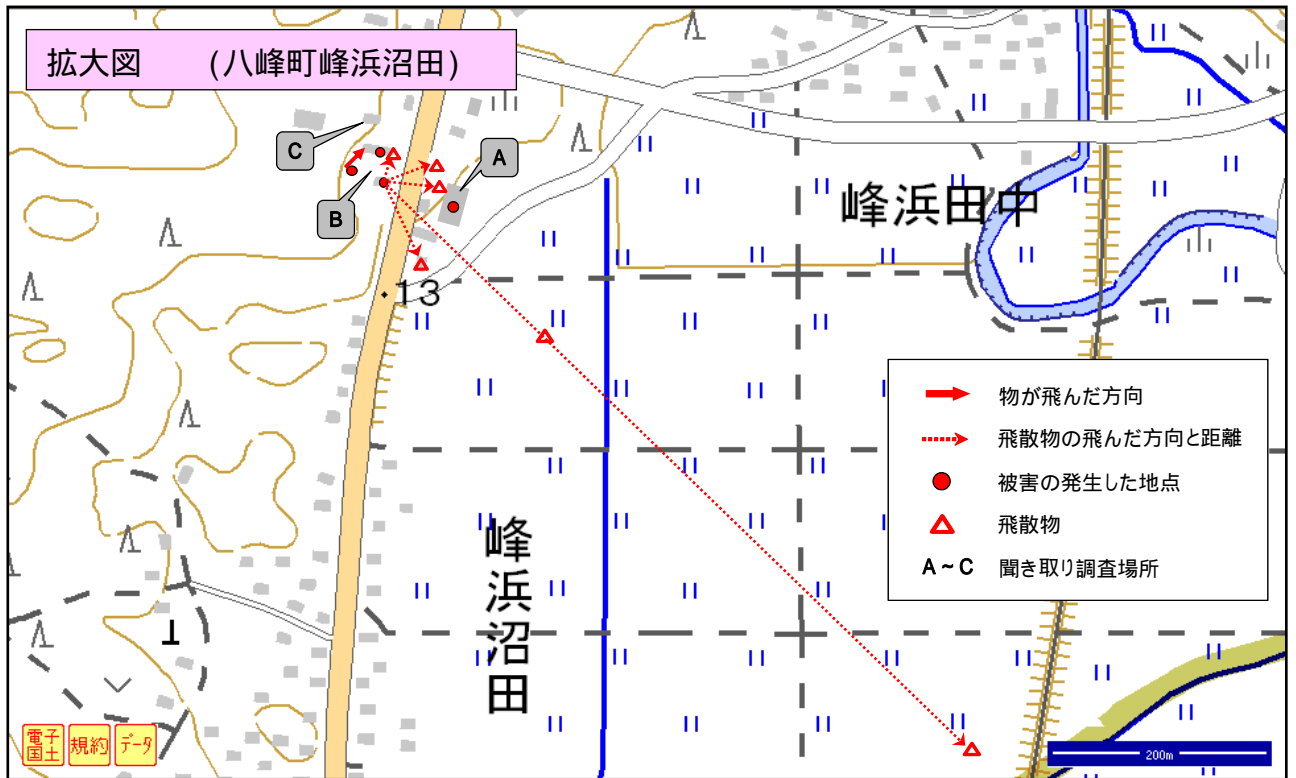 拡大図 (八峰町峰浜沼田)
C
A
B
峰浜田中
13
物が飛んだ方向
飛散物の飛んだ方向と距離
被害の発生した地点
飛散物
A~C 聞き取り調査場所
峰浜沼田
電子国土
規約
データ
200m